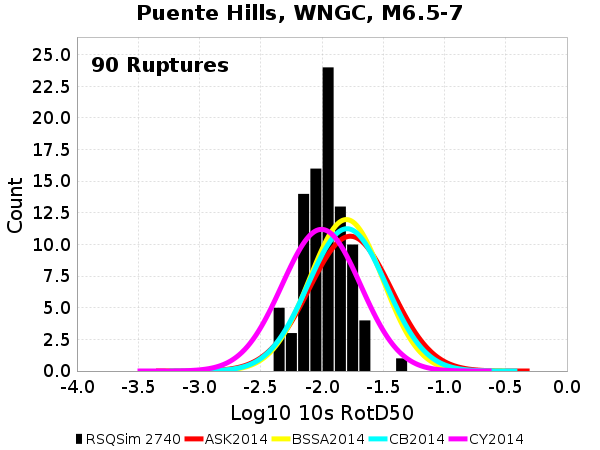 Puente Hills, WNGC, M6.5-7
90 Ruptures
Count
25.0
22.5
20.0
17.5
15.0
12.5
10.0
7.5
5.0
2.5
0.0
-4.0 -3.5 -3.0 -2.5 -2.0 -1.5 -1.0 -0.5 0.0
Log10 10s RotD50
RSQSim 2740 ASK2014 BSSA2014 CB2014 CY2014